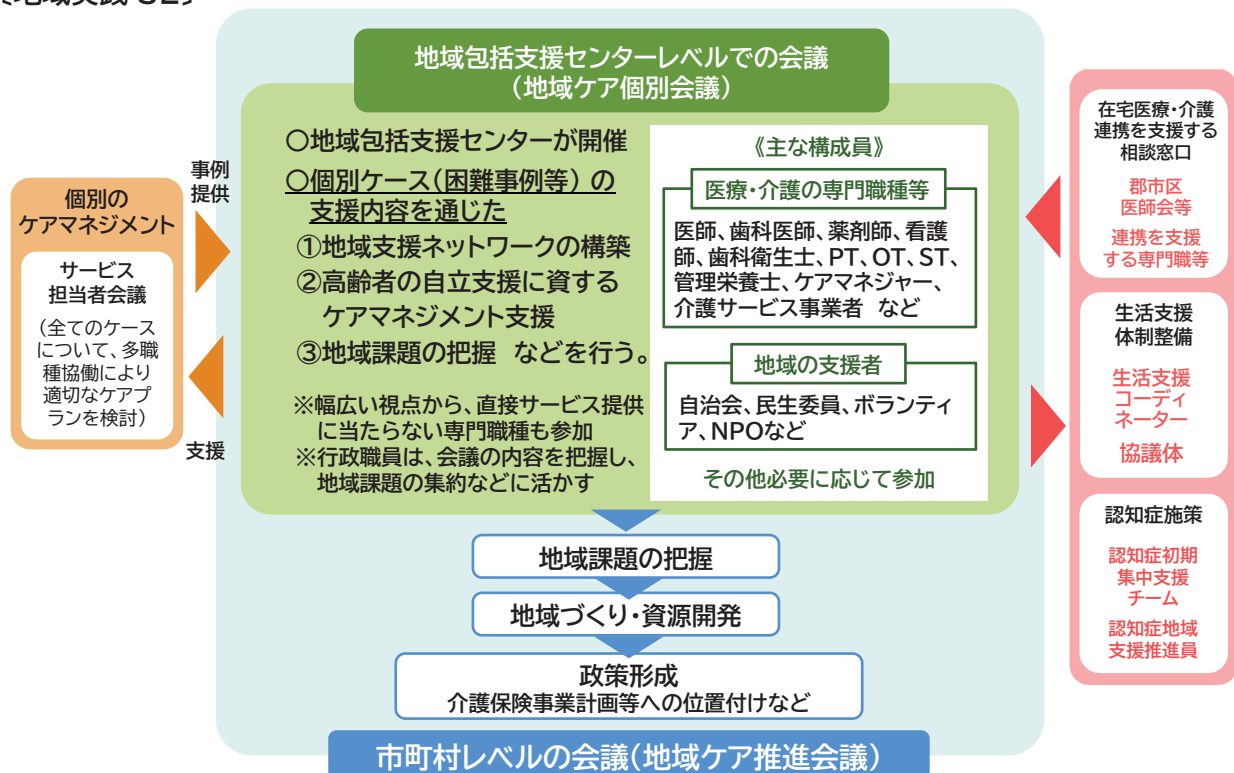 地域包括支援センターレベルでの会議
(地域ケア個別会議)
事例
提供
個別の
ケアマネジメント
サービス
担当者会議
(全てのケース
について、多職
種協働により
適切なケアプ
ランを検討)
支援
〇地域包括支援センターが開催
〇個別ケース(困難事例等)の
支援内容を通じた
①地域支援ネットワークの構築
②高齢者の自立支援に資する
ケアマネジメント支援
③地域課題の把握 などを行う。
※幅広い視点から、直接サービス提供
に当たらない専門職種も参加
※行政職員は、会議の内容を把握し、
地域課題の集約などに活かす
《主な構成員》
医療・介護の専門職種等
医師、歯科医師、薬剤師、看護
師、歯科衛生士、PT、OT、ST、
管理栄養士、ケアマネジャー、
介護サービス事業者 など
地域の支援者
自治会、民生委員、ボランティ
ア、NPOなど
その他必要に応じて参加
在宅医療・介護
連携を支援する
相談窓口
郡市区
医師会等
連携を支援
する専門職等
生活支援
体制整備
生活支援
コーディ
ネーター
協議体
認知症施策
認知症初期
集中支援
チーム
認知症地域
支援推進員
地域課題の把握
地域づくり・資源開発
政策形成
介護保険事業計画等への位置付けなど
市町村レベルの会議(地域ケア推進会議)